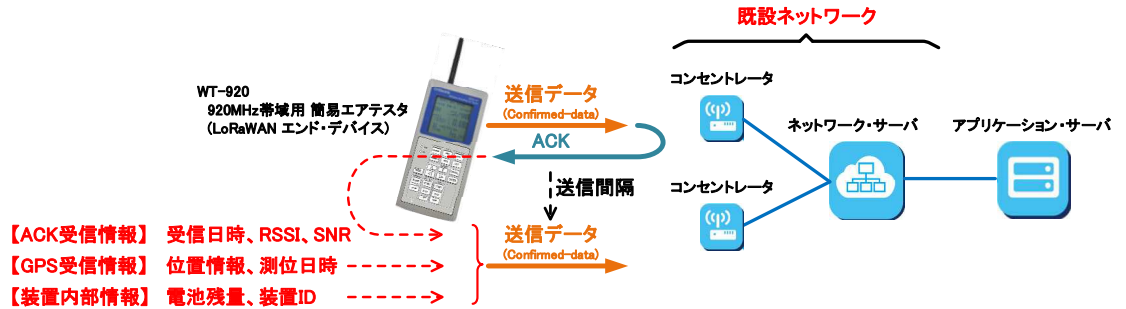 既設ネットワーク
コンセントレータ
WT-920
920MHz帯域用 簡易エアテスタ
(LoRaWAN エンド・デバイス)
送信データ
(Confirmed-data)
ACK
ネットワーク・サーバ
アプリケーション・サーバ
送信間隔
コンセントレータ
【ACK受信情報】 受信日時、RSSI、SNR
送信データ
(Confirmed-data)
【GPS受信情報】 位置情報、測位日時
【装置内部情報】 電池残量、装置ID